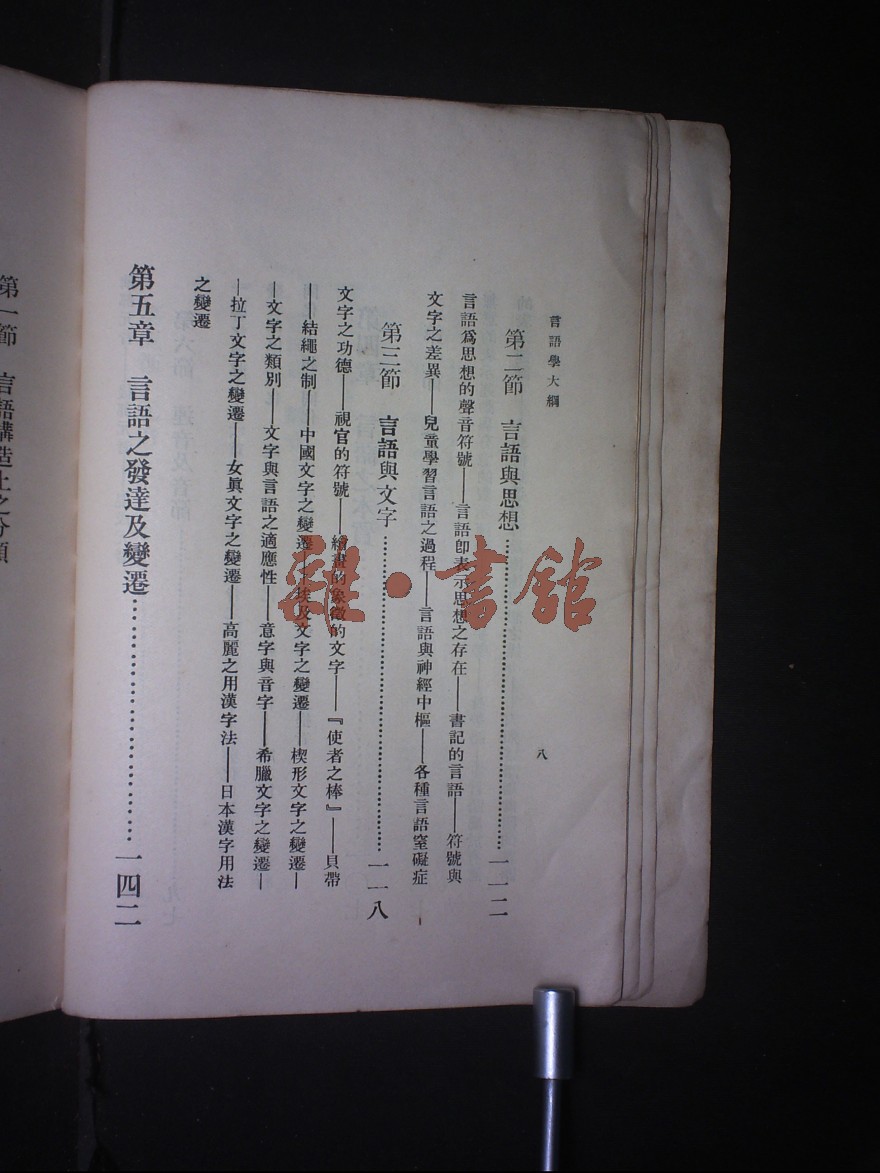 言語學大綱
八
第二節　言語與思想……一一二
言語爲思想的聲音符號——言語卽表示思想之存在——書記的言語——符號與
文字之差異——兒童學習言語之過程——言語與神經中樞——各種言語窒礙症
第三節　言語與文字……一一八
文字之功德——視官的符號——繪畫的象徵的文字——『使者之棒』——貝帶
——結繩之制——中國文字之變遷——埃及文字之變遷——楔形文字之變遷—
—文字之類別——文字與言語之適應性——意字與音字——希臘文字之變遷—
—拉丁文字之變遷——女眞文字之變遷——高麗之用漢字法——日本漢字用法
之變遷
第五章　言語之發達及變遷……一四二
第一節　言語構造上之分類
雜·書館